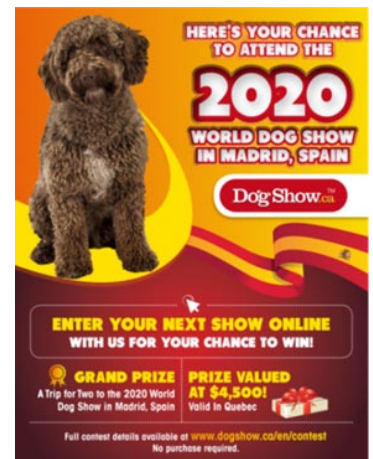 HERE'S YOUR CHANCE
TO ATTEND THE
2020
WORLD DOG SHOW
IN MADRID, SPAIN
DogShow.ca™
ENTER YOUR NEXT SHOW ONLINE
WITH US FOR YOUR CHANCE TO WIN!
GRAND PRIZE
A Trip for Two to the 2020 World
Dog Show in Madrid, Spain
PRIZE VALUED
AT $4,500!
Valid In Quebec
Full contest details available at www.dogshow.ca/en/contest
No purchase required.